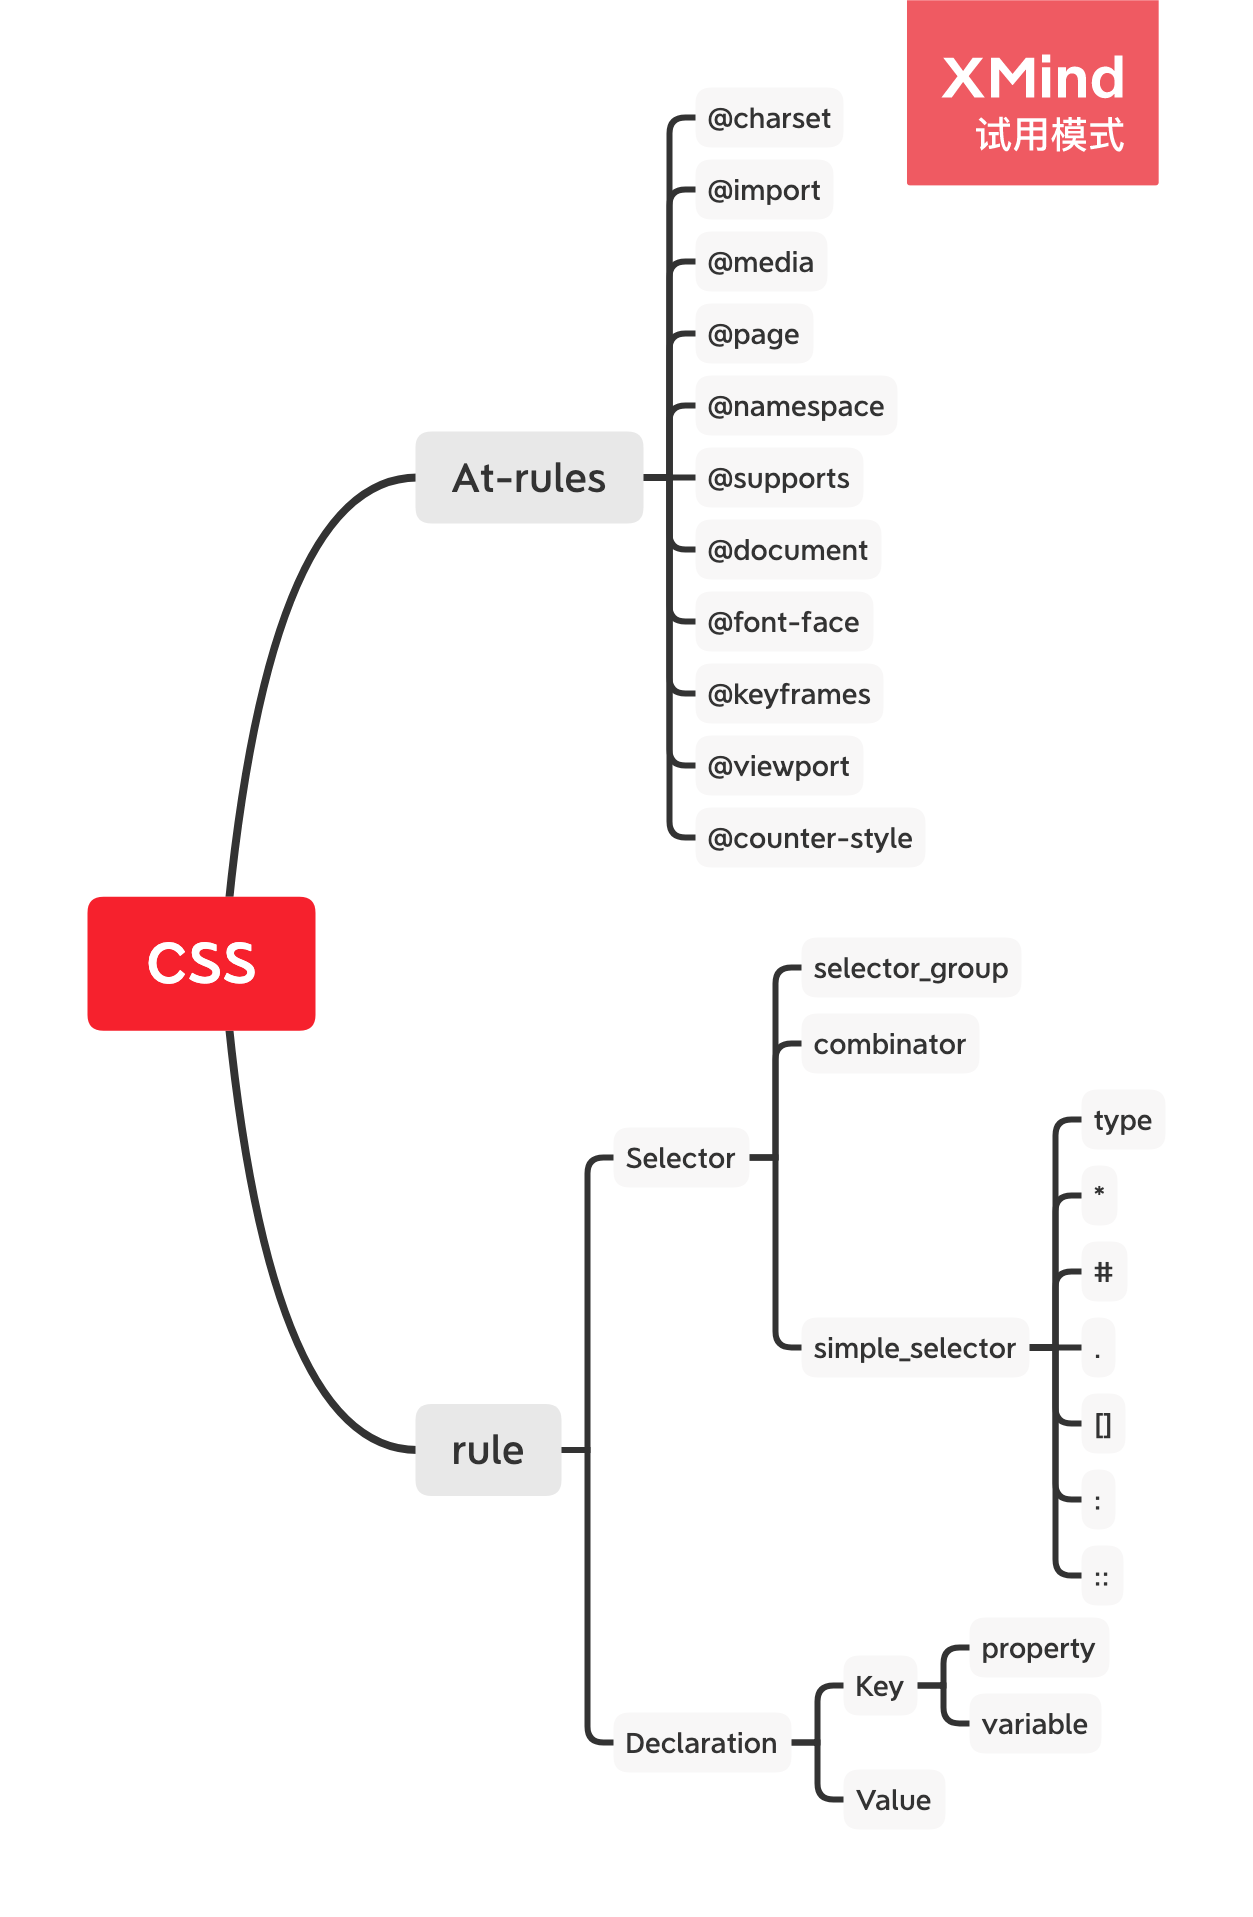 XMind
试用模式
@charset
@import
@media
@page
@namespace
At-rules
@supports
@document
@font-face
@keyframes
@viewport
@counter-style
CSS
selector_group
combinator
type
Selector
*
#
simple_selector
.
[]
rule
:
::
property
Key
variable
Declaration
Value